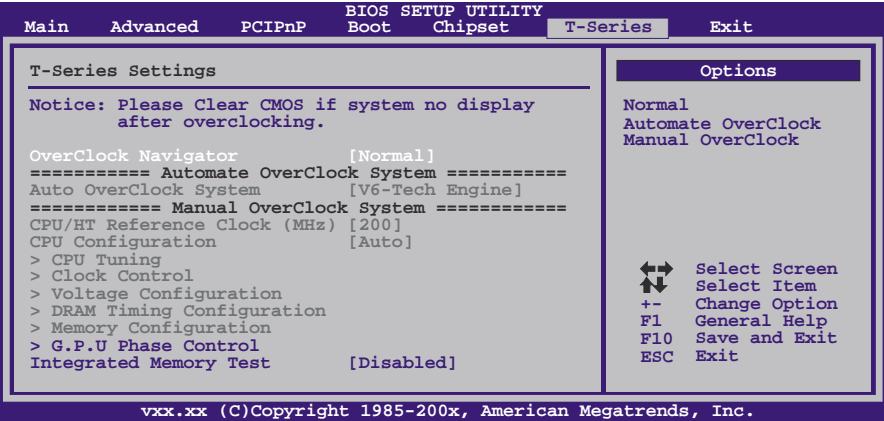 BIOS SETUP UTILITY
Main Advanced PCIPnP Boot Chipset T-Series Exit
T-Series Settings
Notice: Please Clear CMOS if system no display
after overclocking.
OverClock Navigator [Normal]
=========== Automate OverClock System ===========
Auto OverClock System [V6-Tech Engine]
============ Manual OverClock System ============
CPU/HT Reference Clock (MHz) [200]
CPU Configuration [Auto]
> CPU Tuning
> Clock Control
> Voltage Configuration
> DRAM Timing Configuration
> Memory Configuration
> G.P.U Phase Control
Integrated Memory Test [Disabled]
Options
Normal
Automate OverClock
Manual OverClock
Select Screen
Select Item
+- Change Option
F1 General Help
F10 Save and Exit
ESC Exit
vxx.xx (C)Copyright 1985-200x, American Megatrends, Inc.